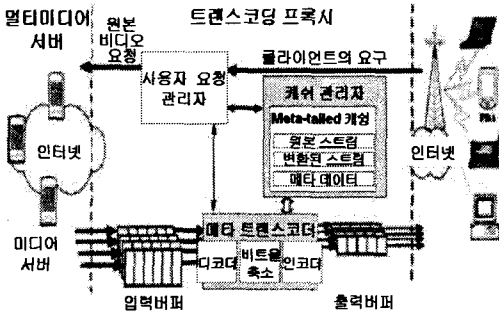 멀티미디어
서버
트랜스코딩 프록시
원본
비디오
요청
클라이언트의 요구
사용자 요청
관리자
캐쉬 관리자
Meta-tailed 캐싱
원본 스트림
변환된 스트림
메타 데이터
인터넷
인터넷
미디어
서버
메타 트랜스코더
디코더
비트율
축소
인코더
입력버퍼
출력버퍼